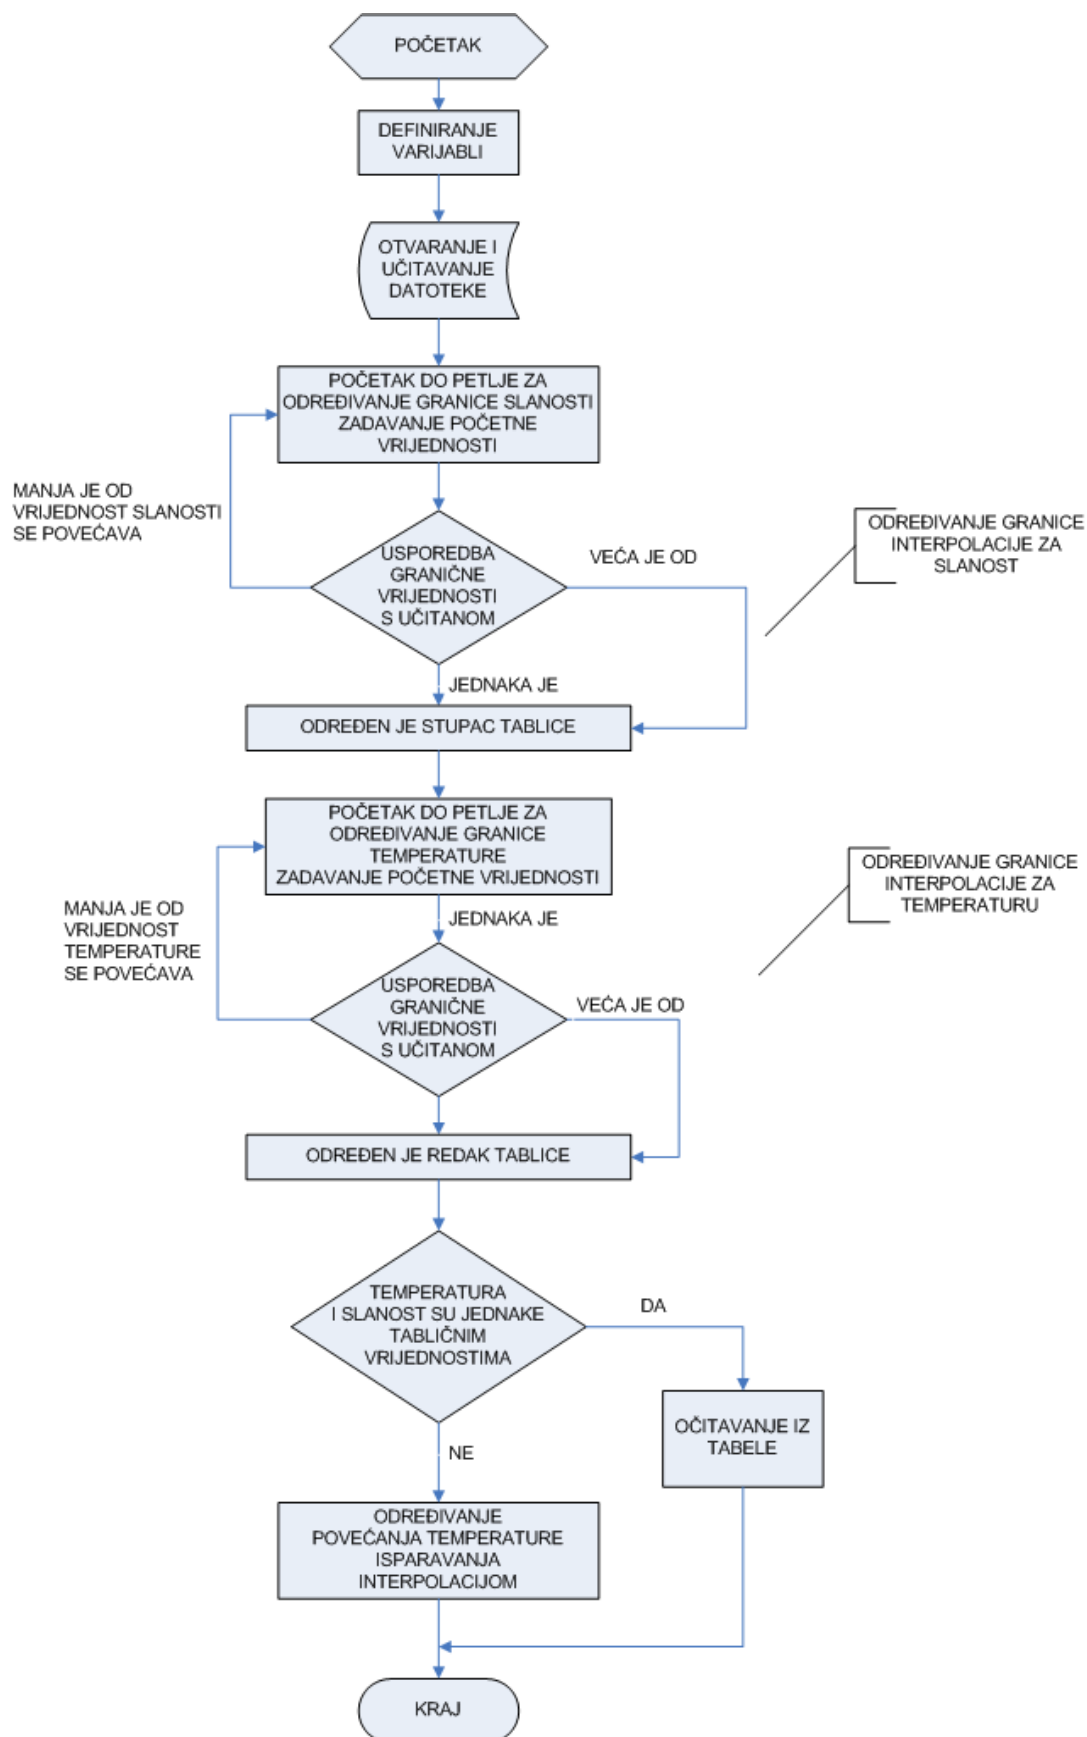 POČETAK
DEFINIRANJE
VARIJABLI
OTVARANJE I
UČITAVANJE
DATOTEKE
POČETAK DO PETLJE ZA
ODREĐIVANJE GRANICE SLANOSTI
ZADAVANJE POČETNE
VRIJEDNOSTI
MANJA JE OD
VRIJEDNOST SLANOSTI
SE POVEĆAVA
USPOREDBA
GRANIČNE
VRIJEDNOSTI
S UČITANOM
VEĆA JE OD
ODREĐIVANJE GRANICE
INTERPOLACIJE ZA
SLANOST
JEDNAKA JE
ODREĐEN JE STUPAC TABLICE
POČETAK DO PETLJE ZA
ODREĐIVANJE GRANICE
TEMPERATURE
ZADAVANJE POČETNE VRIJEDNOSTI
ODREĐIVANJE GRANICE
INTERPOLACIJE ZA
TEMPERATURU
MANJA JE OD
VRIJEDNOST
TEMPERATURE
SE POVEĆAVA
JEDNAKA JE
USPOREDBA
GRANIČNE
VRIJEDNOSTI
S UČITANOM
VEĆA JE OD
ODREĐEN JE REDAK TABLICE
TEMPERATURA
I SLANOST SU JEDNAKE
TABLIČNIM
VRIJEDNOSTIMA
DA
OČITAVANJE IZ
TABELE
NE
ODREĐIVANJE
POVEĆANJA TEMPERATURE
ISPARAVANJA
INTERPOLACIJOM
KRAJ